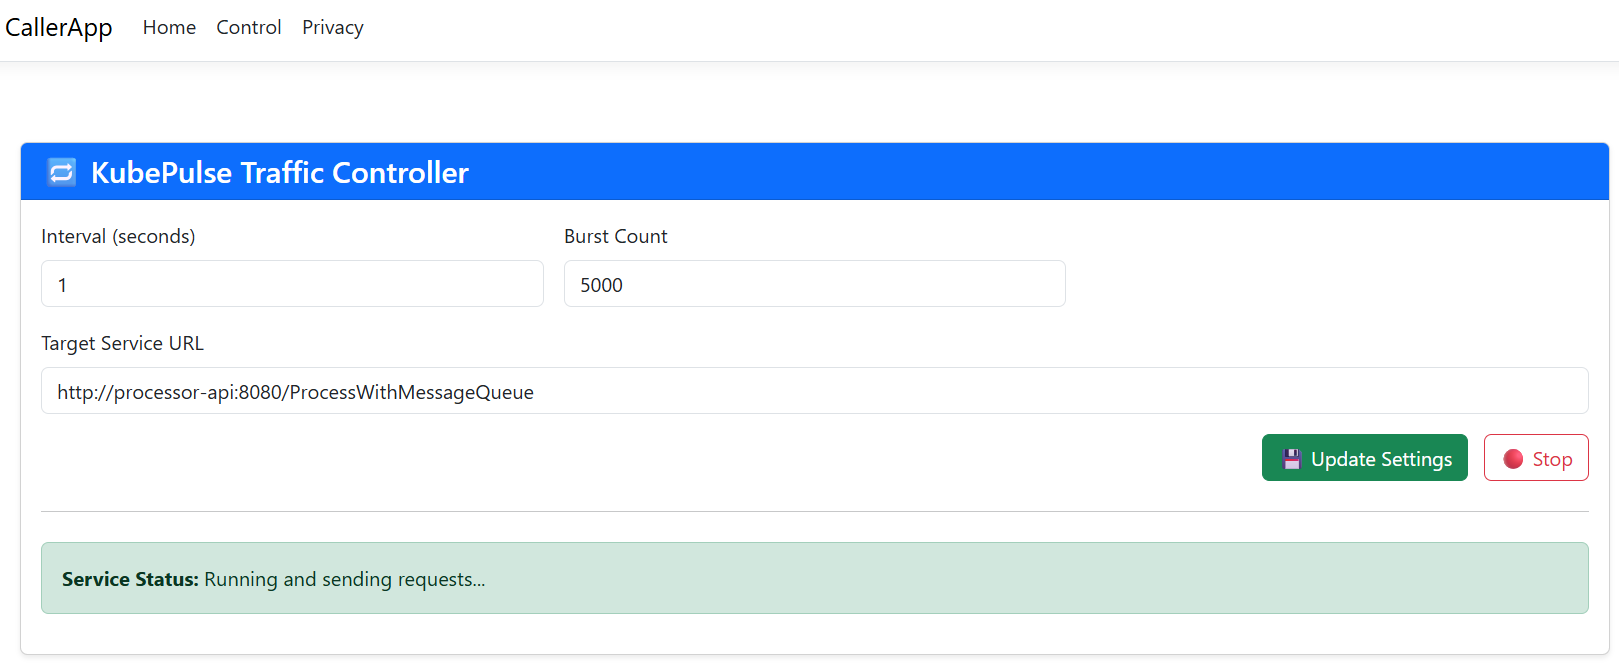 CallerApp Home Control Privacy
KubePulse Traffic Controller
Interval (seconds) Burst Count
1 5000
Target Service URL
http://processor-api:8080/ProcessWithMessageQueue
Update Settings Stop
Service Status: Running and sending requests...